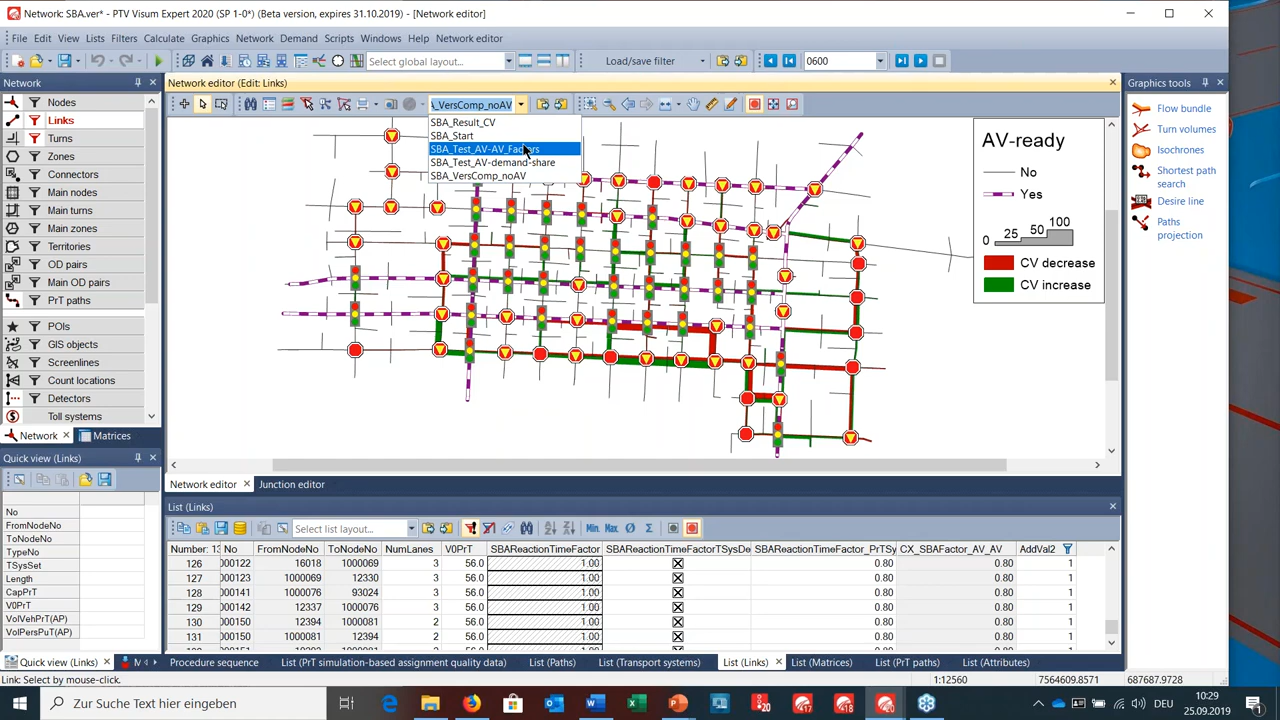 Network: SBA.ver* - PTV Visum Expert 2020 (SP 1-0*) (Beta version, expires 31.10.2019) - [Network editor]
File Edit View Lists Filters Calculate Graphics Network Demand Scripts Windows Help Network editor
Select global layout... Load/save filter 0600
Network
Network editor (Edit: Links)
Graphics tools
Nodes
Links
Turns
Zones
Connectors
Main nodes
Main turns
Main zones
Territories
OD pairs
Main OD pairs
PrT paths
POIs
GIS objects
Screenlines
Count locations
Detectors
Toll systems
Network
Matrices
\_VersComp_noAV
SBA_Result_CV
SBA_Start
SBA_Test_AV-AV_Factors
SBA_Test_AV-demand-share
SBA_VersComp_noAV
AV-ready
No
Yes
0 25 50 100
CV decrease
CV increase
Flow bundle
Turn volumes
Isochrones
Shortest path
search
Desire line
Paths
projection
Quick view (Links)
No
FromNodeNo
ToNodeNo
TypeNo
TSysSet
Length
CapPrT
V0PrT
VolVehPrT(AP)
VolPersPuT(AP)
Network editor
Junction editor
List (Links)
Select list layout...
Min Max Ø Σ
Number: 13 No FromNodeNo ToNodeNo NumLanes V0PrT SBAReactionTimeFactor SBAReactionTimeFactorTSysDe SBAReactionTimeFactor_PrTSy CX_SBAFactor_AV_AV AddVal2
126 000122 16018 1000069 3 56.0 1.00 0.80 0.80 1
127 000123 1000069 12330 3 56.0 1.00 0.80 0.80 1
128 000141 1000076 93024 3 56.0 1.00 0.80 0.80 1
129 000142 12337 1000076 3 56.0 1.00 0.80 0.80 1
130 000150 12394 1000081 2 56.0 1.00 0.80 0.80 1
131 000150 1000081 12394 2 56.0 1.00 0.80 0.80 1
Quick view (Links)
Procedure sequence List (PrT simulation-based assignment quality data) List (Paths) List (Transport systems) List (Links) List (Matrices) List (PrT paths) List (Attributes)
Link: Select by mouse-click.
1:12560 7564609.8571 687687.9728
Zur Suche Text hier eingeben
DEU
10:29
25.09.2019